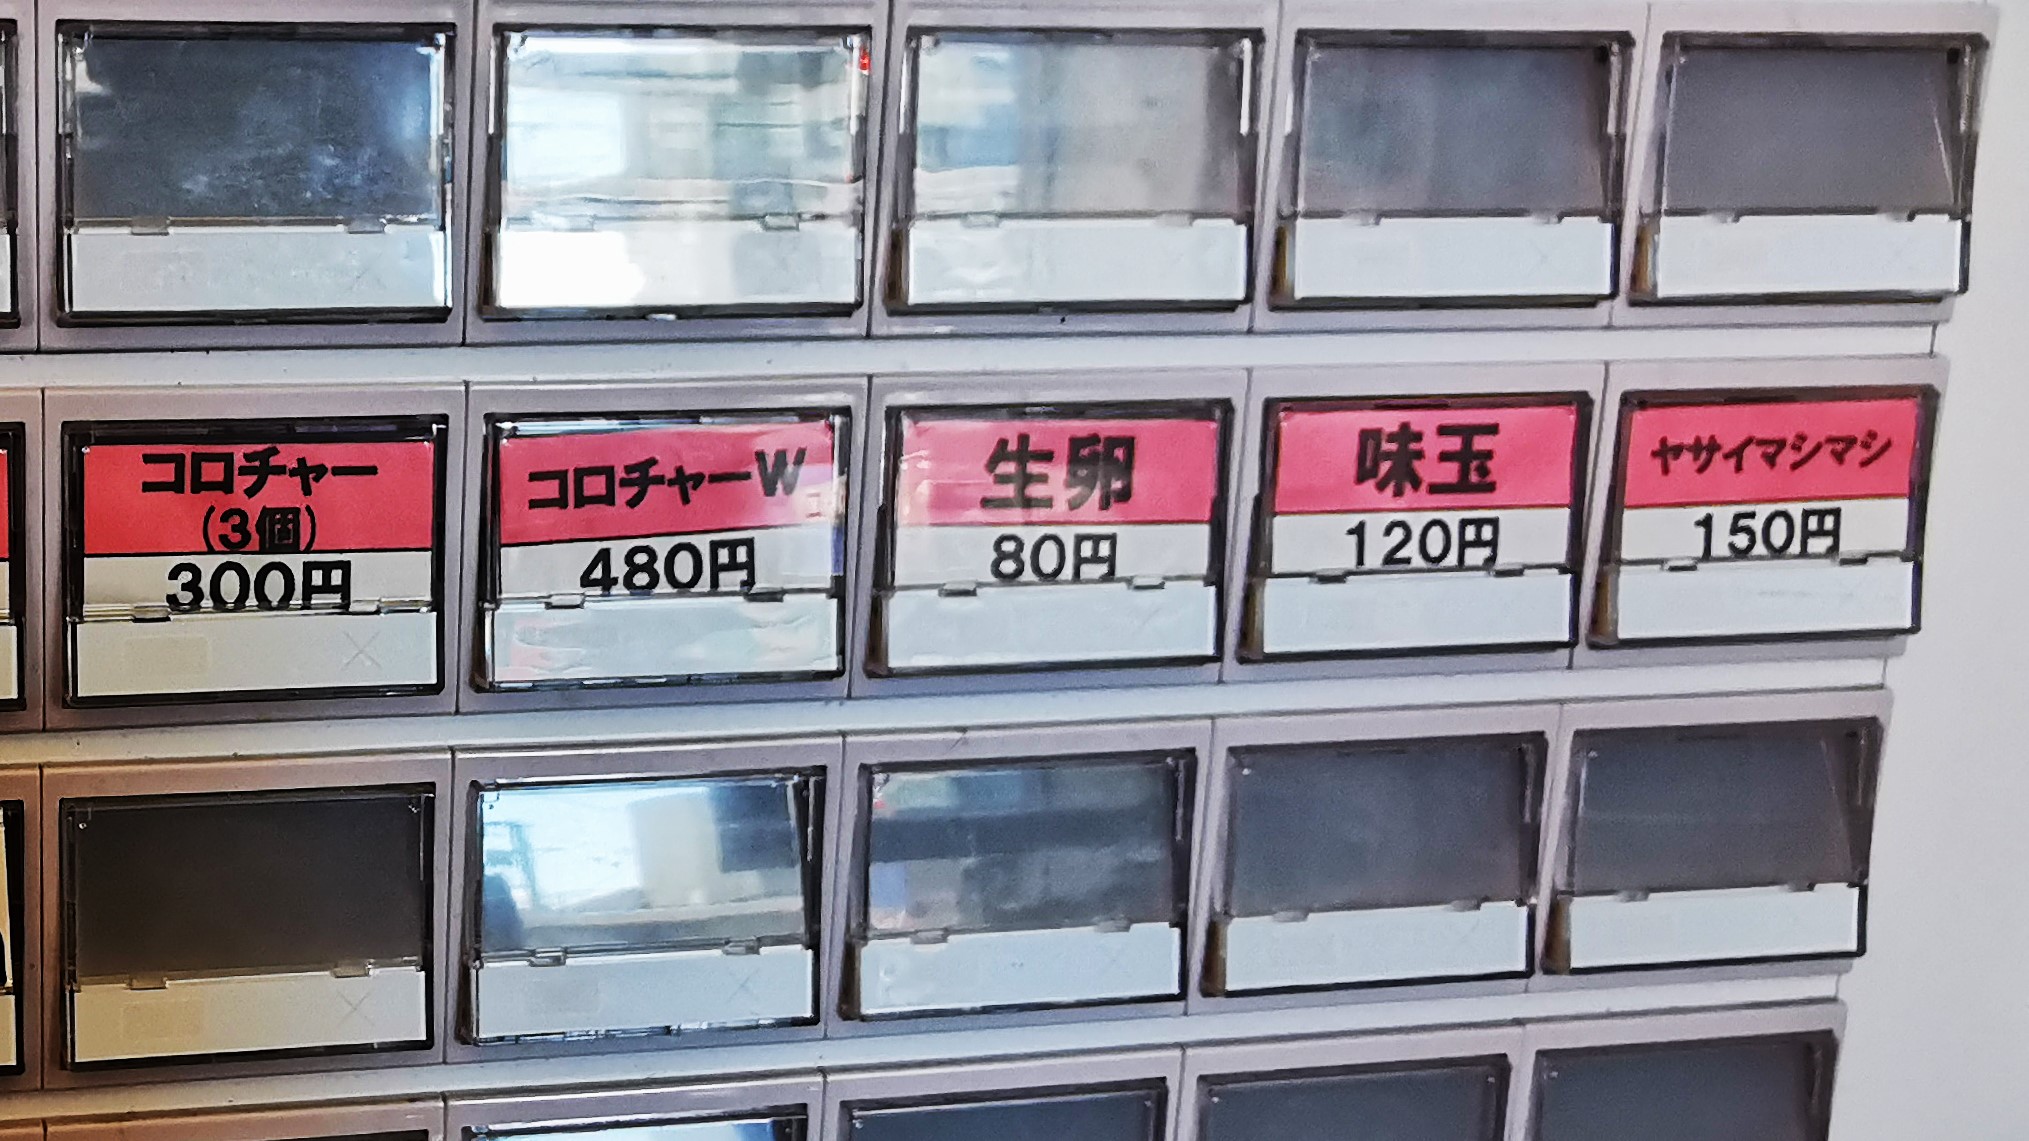 コロチャー
(3個)
300円
コロチャーW
480円
生卵
80円
味玉
120円
ヤサイマシマシ
150円